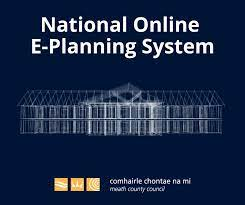 National Online
E-Planning System
comhairle chontae na mí
meath county council